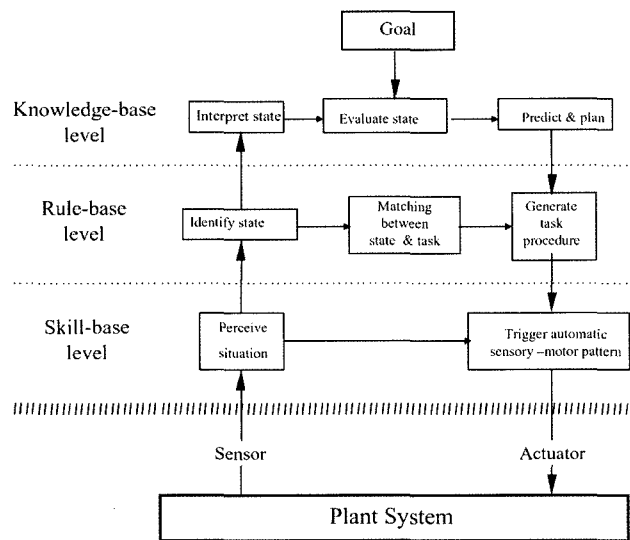 Goal
Knowledge-base
level
Interpret state
Evaluate state
Predict & plan
Rule-base
level
Identify state
Matching
between
state & task
Generate
task
procedure
Skill-base
level
Perceive
situation
Trigger automatic
sensory –motor pattern
Sensor
Actuator
Plant System